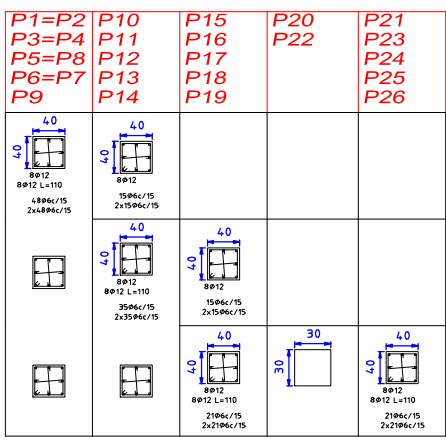 P1=P2 P10 P15 P20 P21
P3=P4 P11 P16 P22 P23
P5=P8 P12 P17 P24
P6=P7 P13 P18 P25
P9 P14 P19 P26
40 40
40 40
8Ø12 8Ø12
8Ø12 L=110
48Ø6c/15 15Ø6c/15
2x48Ø6c/15 2x15Ø6c/15
40 40
40 40
8Ø12 8Ø12
8Ø12 L=110
35Ø6c/15 15Ø6c/15
2x35Ø6c/15 2x15Ø6c/15
40 30 40
40 30 40
8Ø12 8Ø12
8Ø12 L=110 8Ø12 L=110
21Ø6c/15 21Ø6c/15
2x21Ø6c/15 2x21Ø6c/15